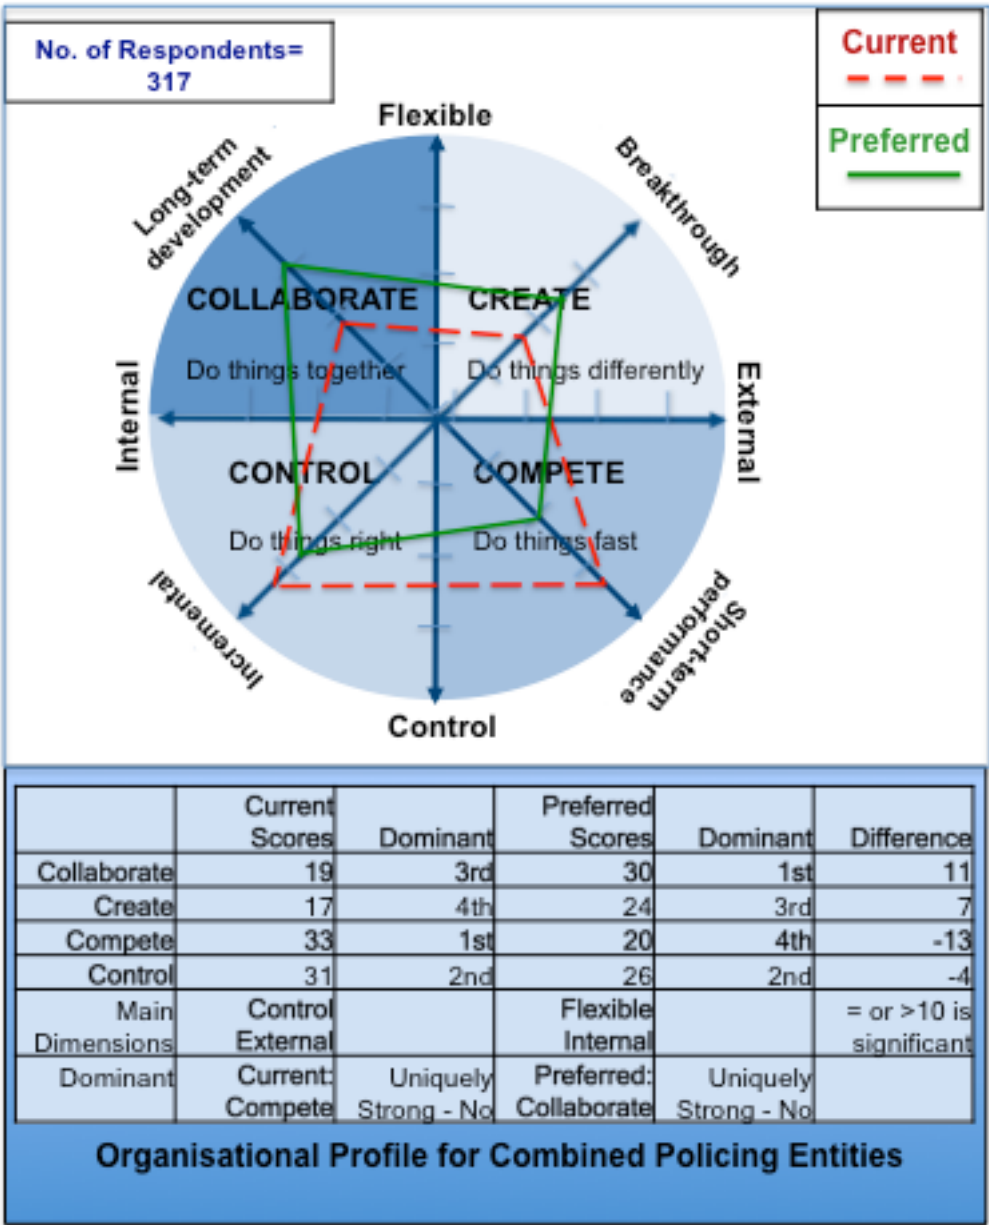 No. of Respondents=
317
Current
Preferred
Flexible
Long-term
development
Breakthrough
COLLABORATE
CREATE
Do things together
Do things differently
Internal
External
CONTROL
COMPETE
Do things right
Do things fast
Incremental
Short-term
performance
Control
Current Preferred
Scores Dominant Scores Dominant Difference
Collaborate 19 3rd 30 1st 11
Create 17 4th 24 3rd 7
Compete 33 1st 20 4th -13
Control 31 2nd 26 2nd -4
Main Control Flexible = or >10 is
Dimensions External Internal significant
Dominant Current: Uniquely Preferred: Uniquely
Compete Strong - No Collaborate Strong - No
Organisational Profile for Combined Policing Entities